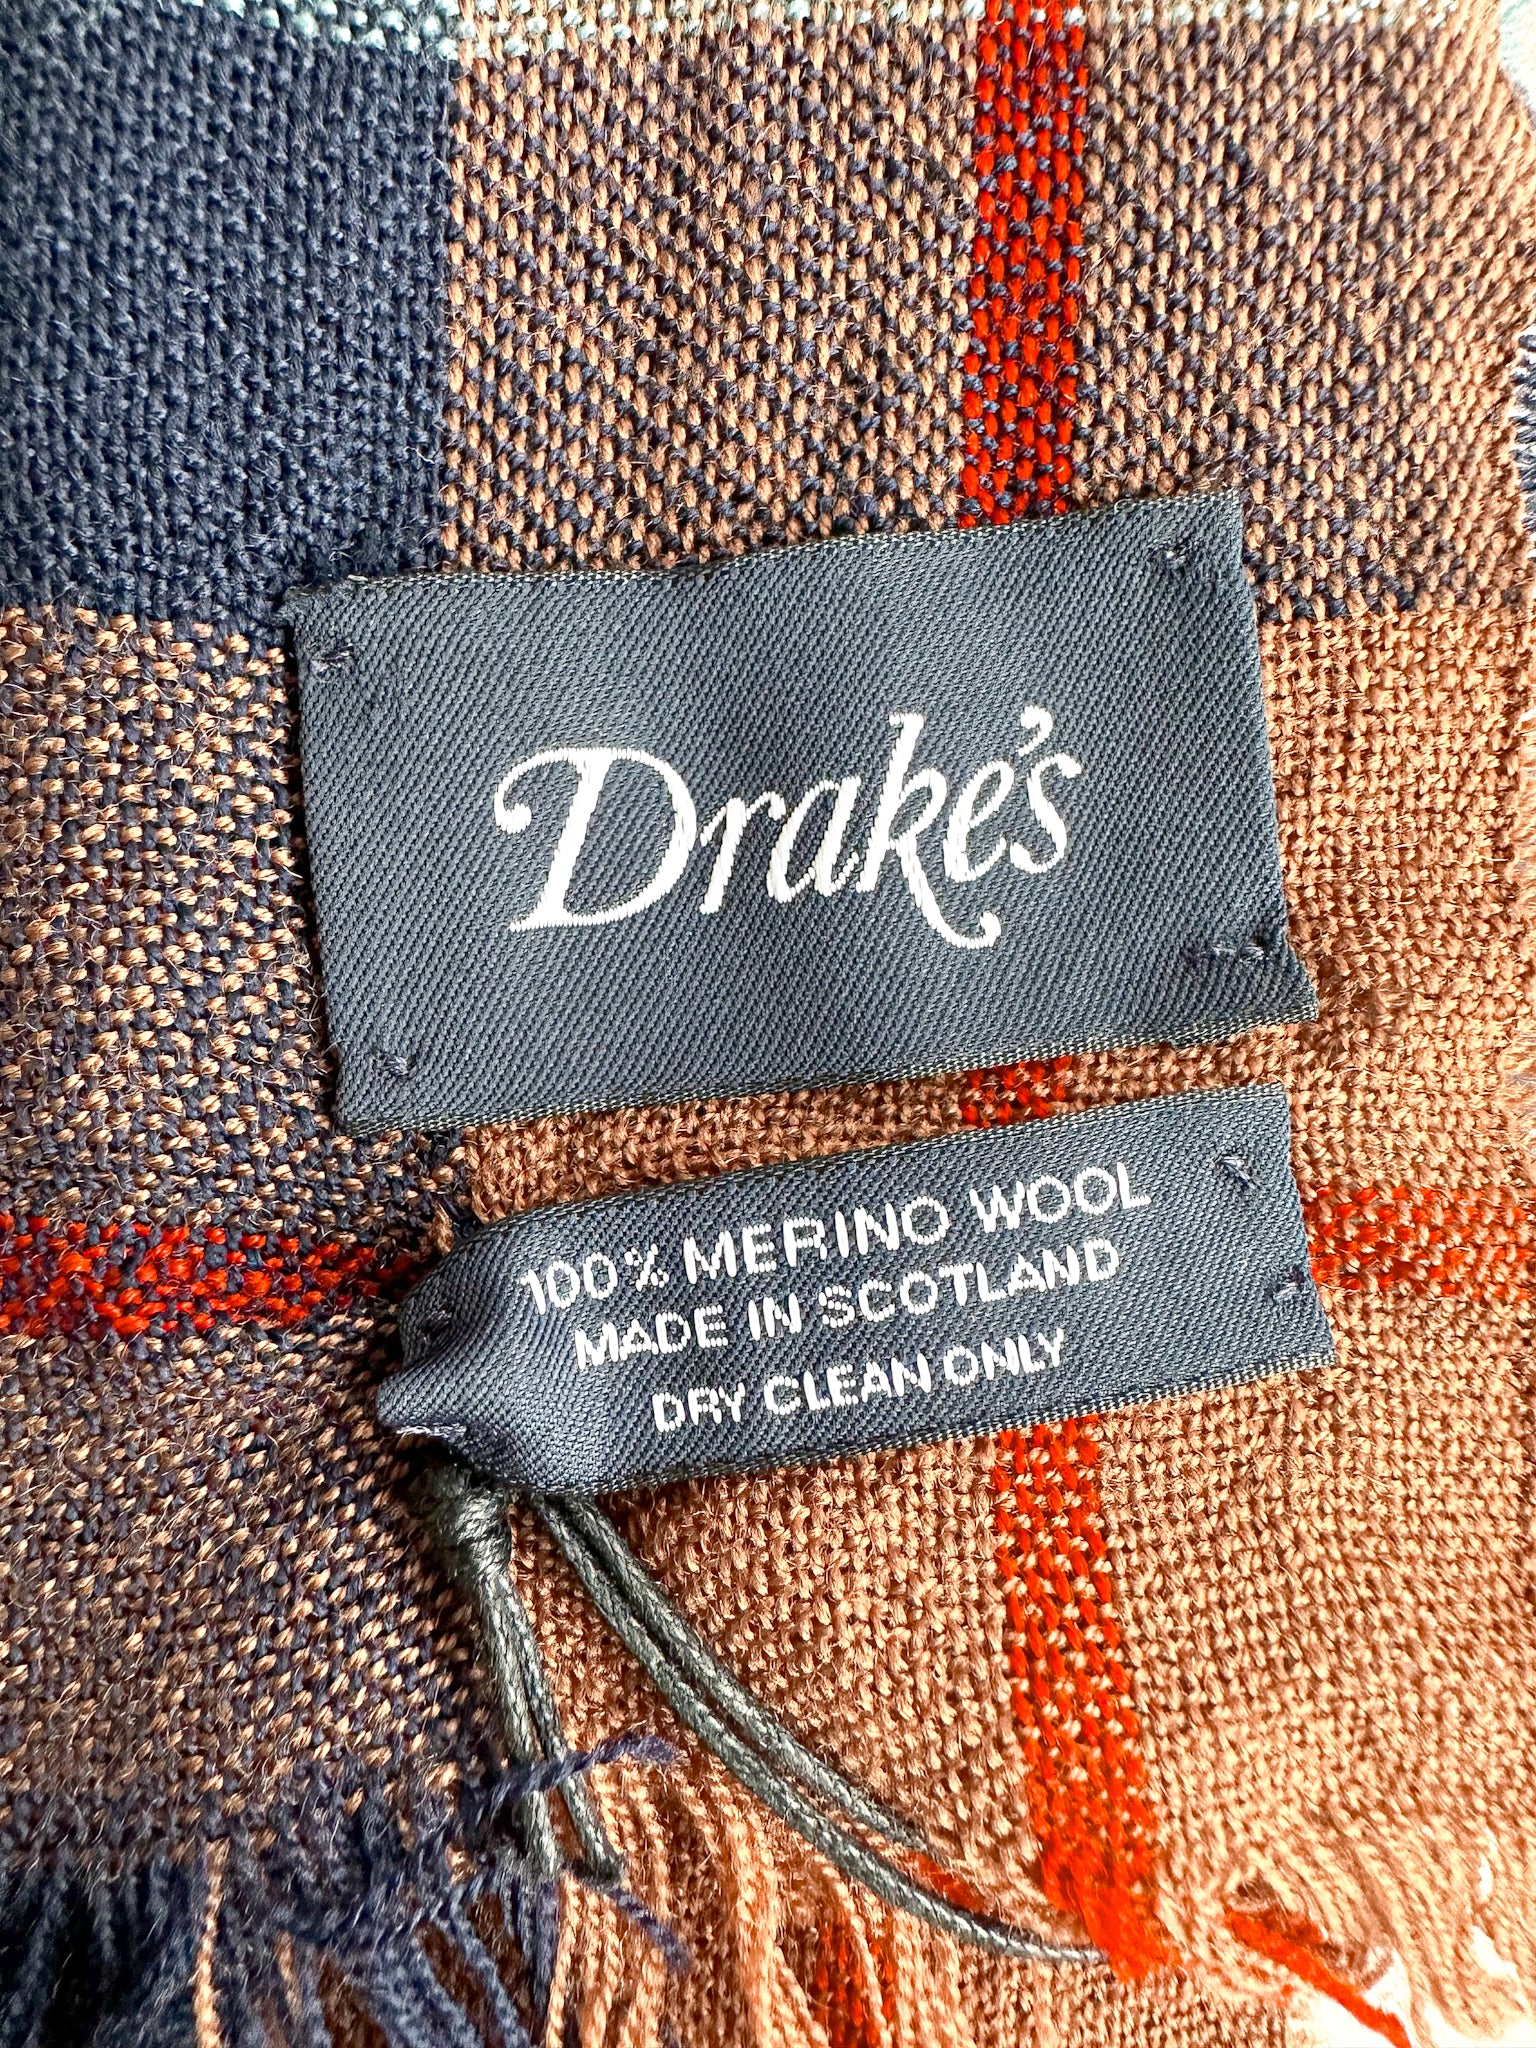 Drake's
100% MERINO WOOL
MADE IN SCOTLAND
DRY CLEAN ONLY